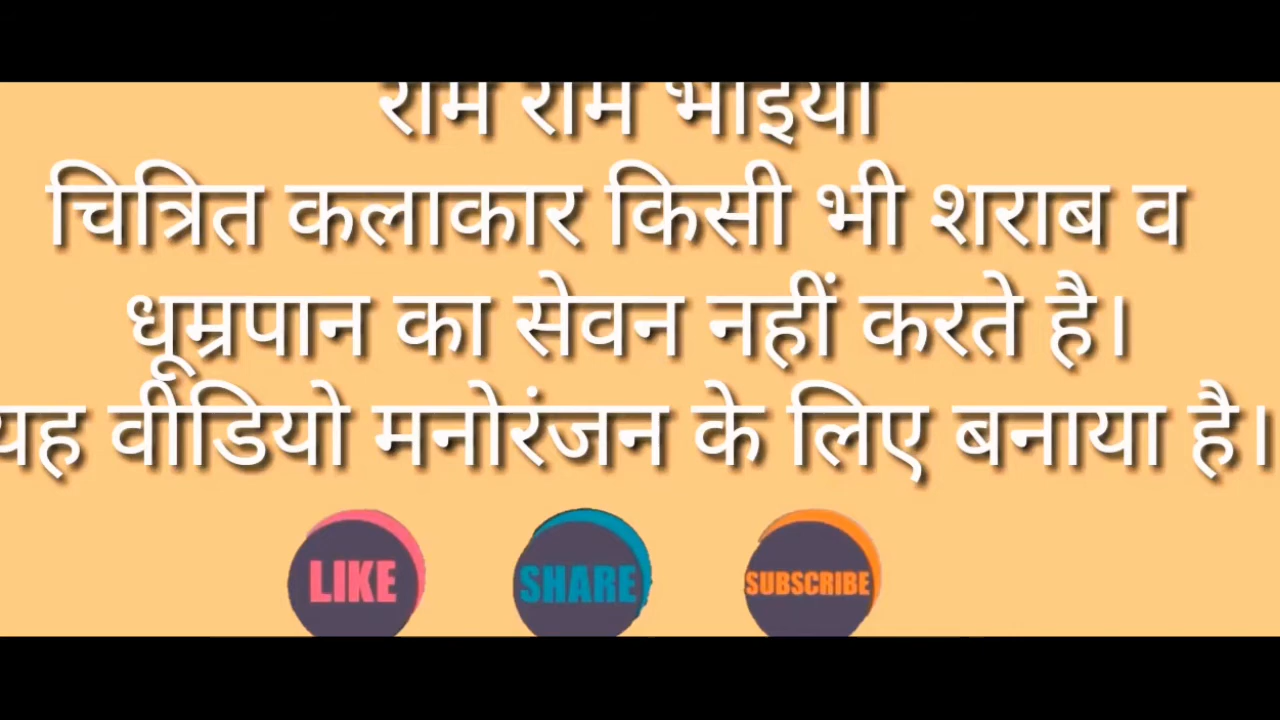 राम राम भाइयो
चित्रित कलाकार किसी भी शराब व
धूम्रपान का सेवन नहीं करते है।
यह वीडियो मनोरंजन के लिए बनाया है।
LIKE SHARE SUBSCRIBE